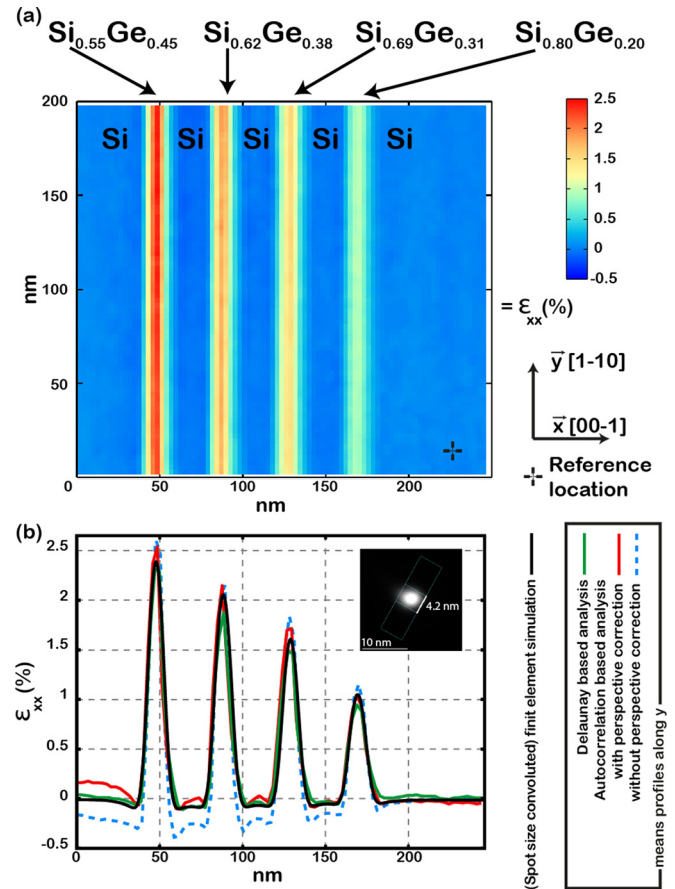 (a)
Si0.55Ge0.45 Si0.62Ge0.38 Si0.69Ge0.31 Si0.80Ge0.20
200
150
100
50
0
nm
Si Si Si Si Si
0 50 100 150 200
nm
2.5
2
1.5
1
0.5
0
-0.5
= Ɛxx(%)
y [1-10]
x [00-1]
Reference
location
(b)
2.5
2
1.5
1
0.5
0
-0.5
Ɛxx (%)
4.2 nm
10 nm
0 50 100 150 200
nm
(Spot size convoluted) finit element simulation
Delaunay based analysis
Autocorrelation based analysis
with perspective correction
without perspective correction
means profiles along y